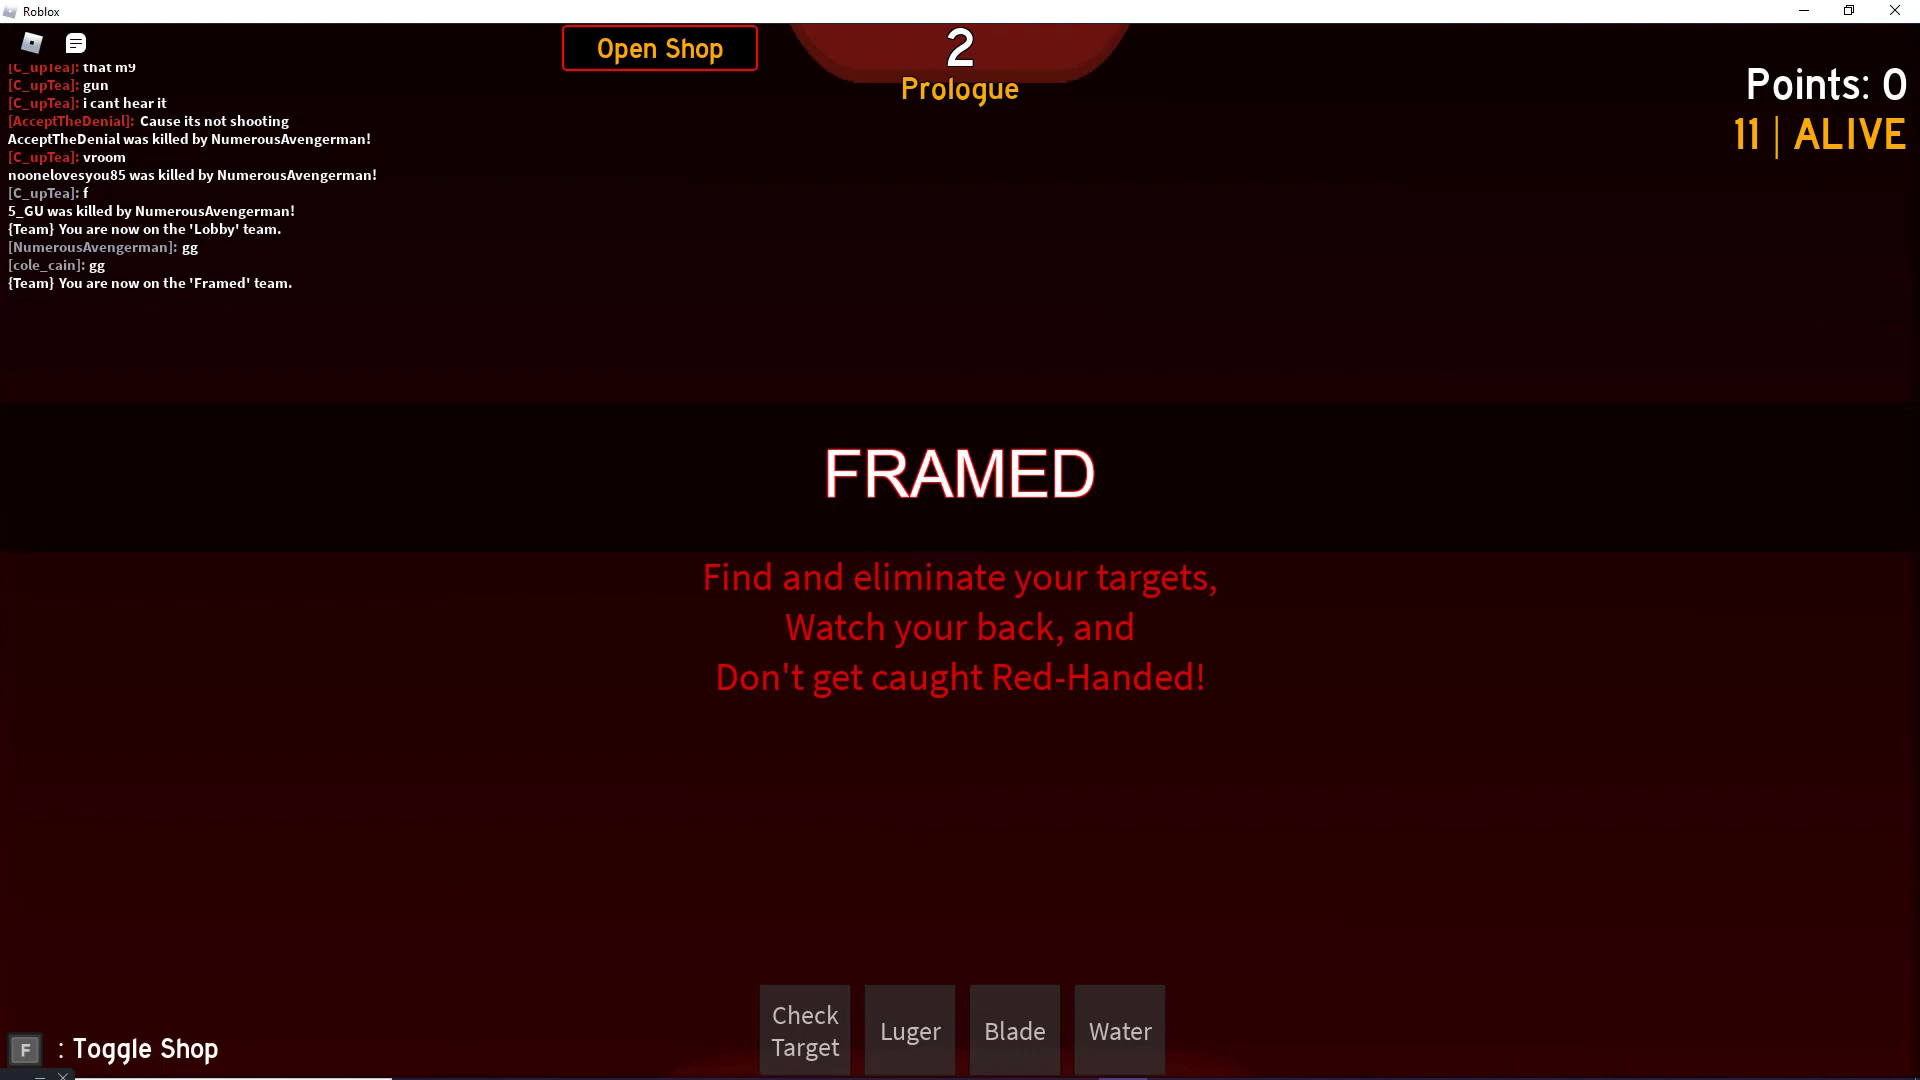 Roblox
Open Shop
2
Prologue
Points: 0
11 | ALIVE
[C_upTea]: that m9
[C_upTea]: gun
[C_upTea]: i cant hear it
[AcceptTheDenial]: Cause its not shooting
AcceptTheDenial was killed by NumerousAvengerman!
[C_upTea]: vroom
noonelovesyou85 was killed by NumerousAvengerman!
[C_upTea]: f
5_GU was killed by NumerousAvengerman!
{Team} You are now on the 'Lobby' team.
[NumerousAvengerman]: gg
[cole_cain]: gg
{Team} You are now on the 'Framed' team.
FRAMED
Find and eliminate your targets,
Watch your back, and
Don't get caught Red-Handed!
Check
Target
Luger
Blade
Water
F : Toggle Shop